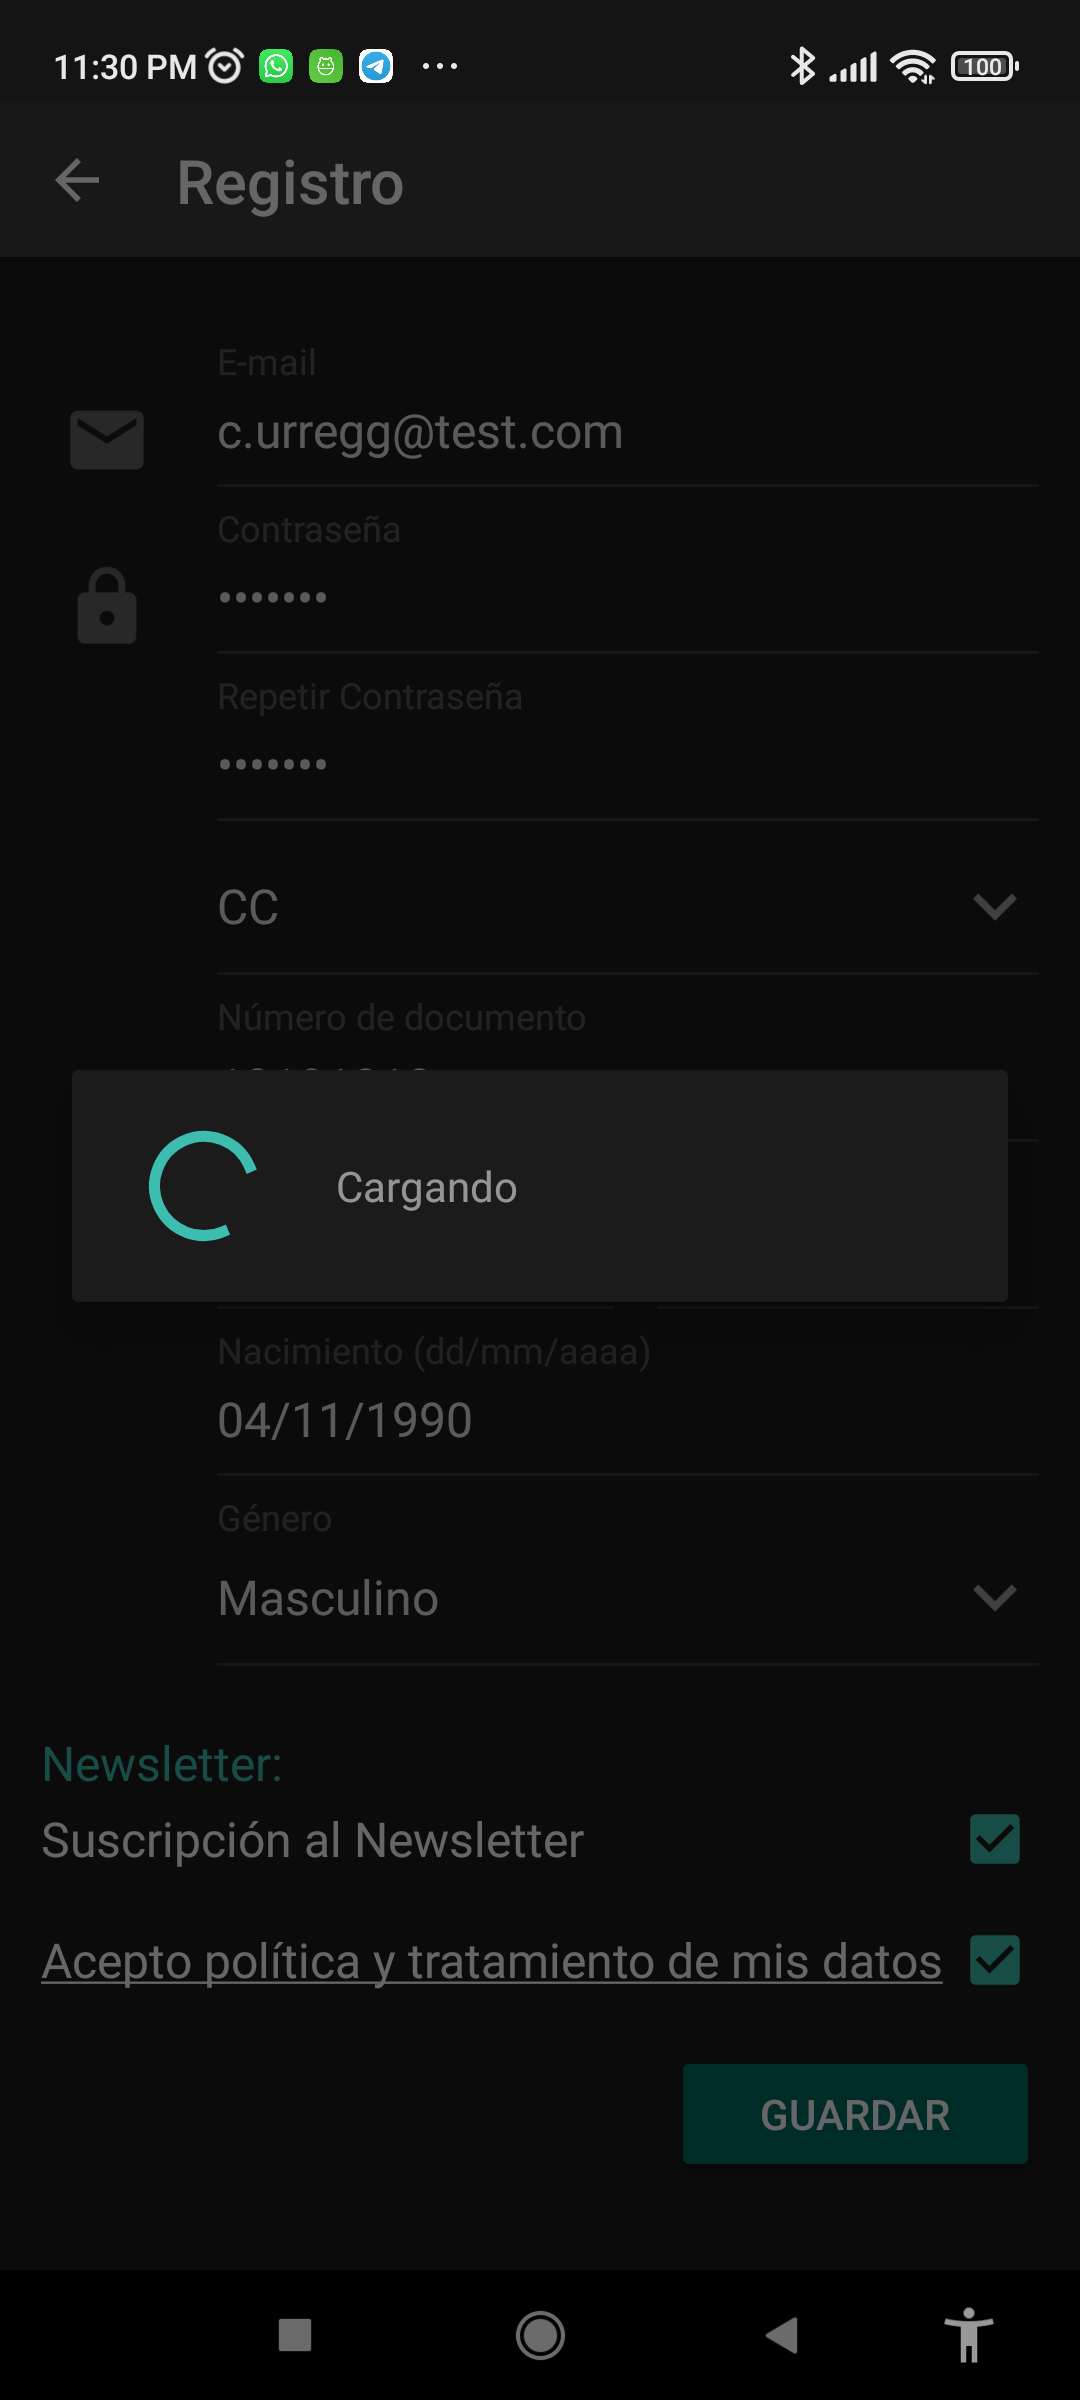 11:30 PM
100
Registro
E-mail
c.urregg@test.com
Contraseña
•••••••
Repetir Contraseña
•••••••
CC
Número de documento
Cargando
Nacimiento (dd/mm/aaaa)
04/11/1990
Género
Masculino
Newsletter:
Suscripción al Newsletter
Acepto política y tratamiento de mis datos
GUARDAR